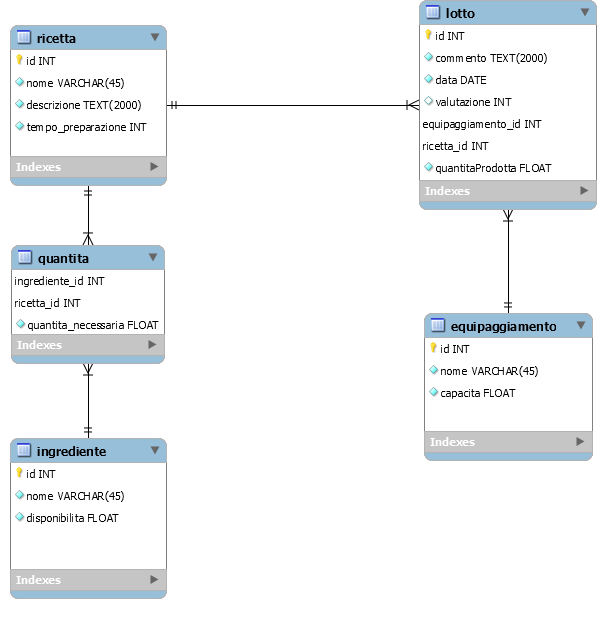 ricetta
id INT
nome VARCHAR(45)
descrizione TEXT(2000)
tempo_preparazione INT
Indexes
lotto
id INT
commento TEXT(2000)
data DATE
valutazione INT
equipaggiamento_id INT
ricetta_id INT
quantitaProdotta FLOAT
Indexes
quantita
ingrediente_id INT
ricetta_id INT
quantita_necessaria FLOAT
Indexes
equipaggiamento
id INT
nome VARCHAR(45)
capacita FLOAT
Indexes
ingrediente
id INT
nome VARCHAR(45)
disponibilita FLOAT
Indexes